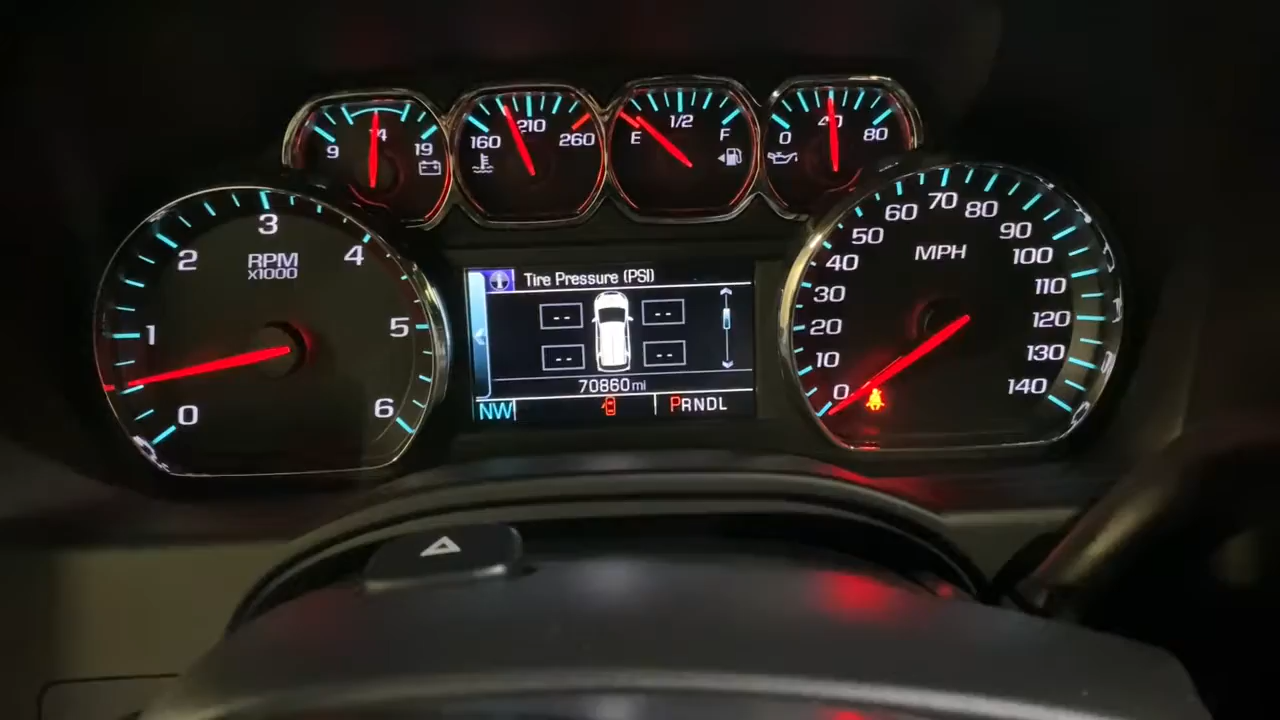 9 14 19
160 210 260
E 1/2 F
0 40 80
0 1 2 3 4 5 6
RPM
x1000
Tire Pressure (PSI)
-- --
-- --
70860 mi
NW PRNDL
0 10 20 30 40 50 60 70 80 90 100 110 120 130 140
MPH